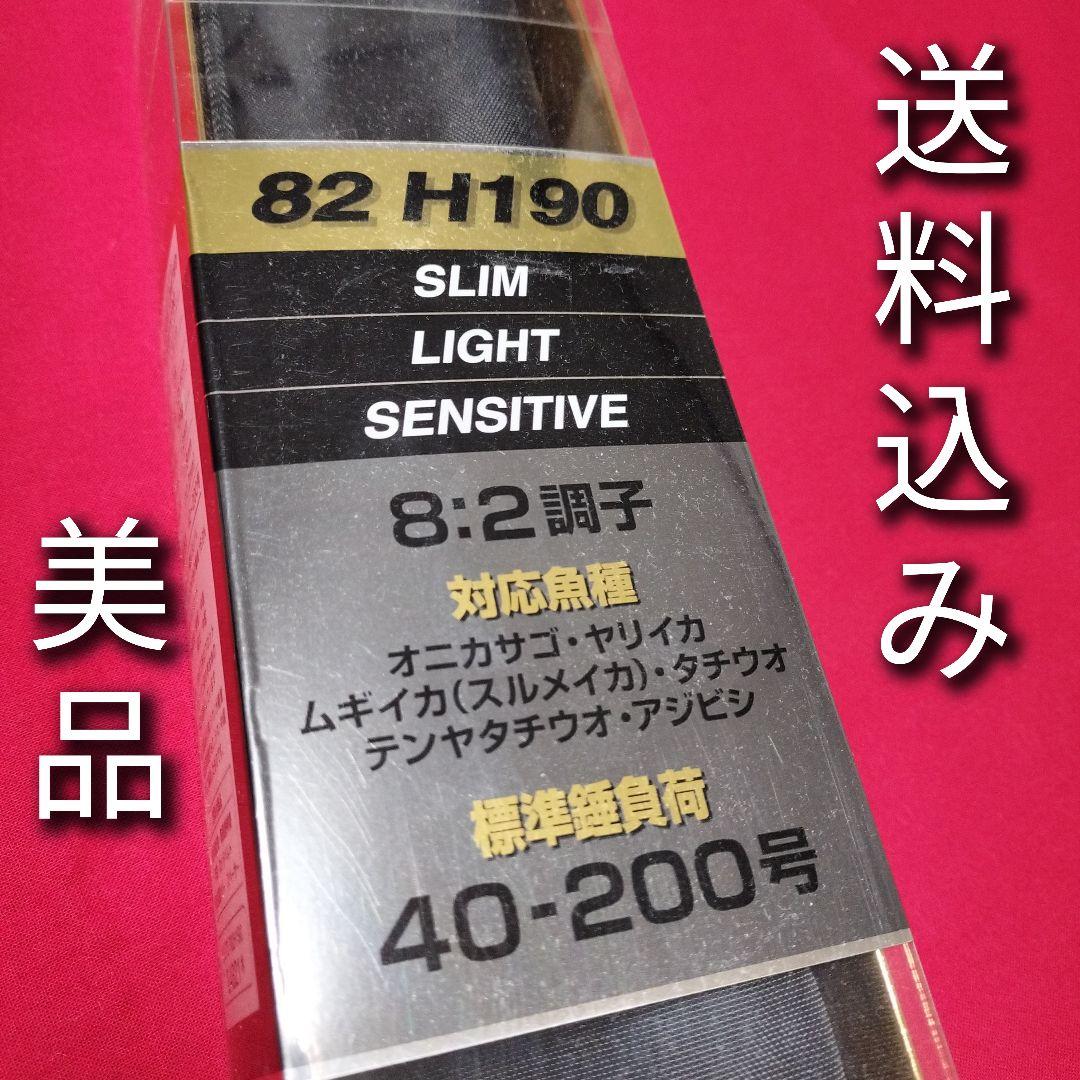 送料込み
美品
82 H190
SLIM
LIGHT
SENSITIVE
8:2調子
対応魚種
オニカサゴ・ヤリイカ
ムギイカ(スルメイカ)・タチウオ
テンヤタチウオ・アジビシ
標準錘負荷
40-200号